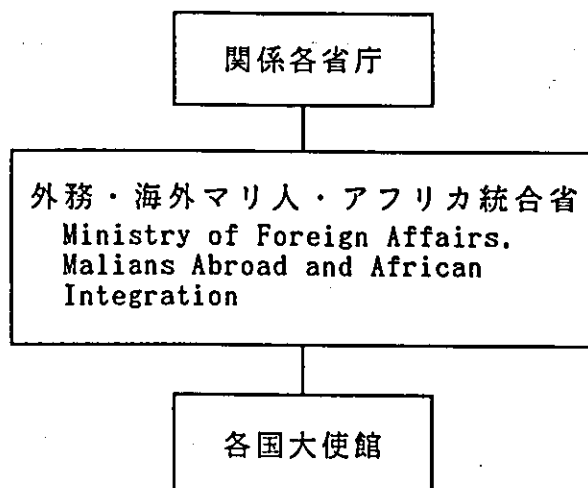 関係各省庁
外務・海外マリ人・アフリカ統合省
Ministry of Foreign Affairs.
Malians Abroad and African
Integration
各国大使館